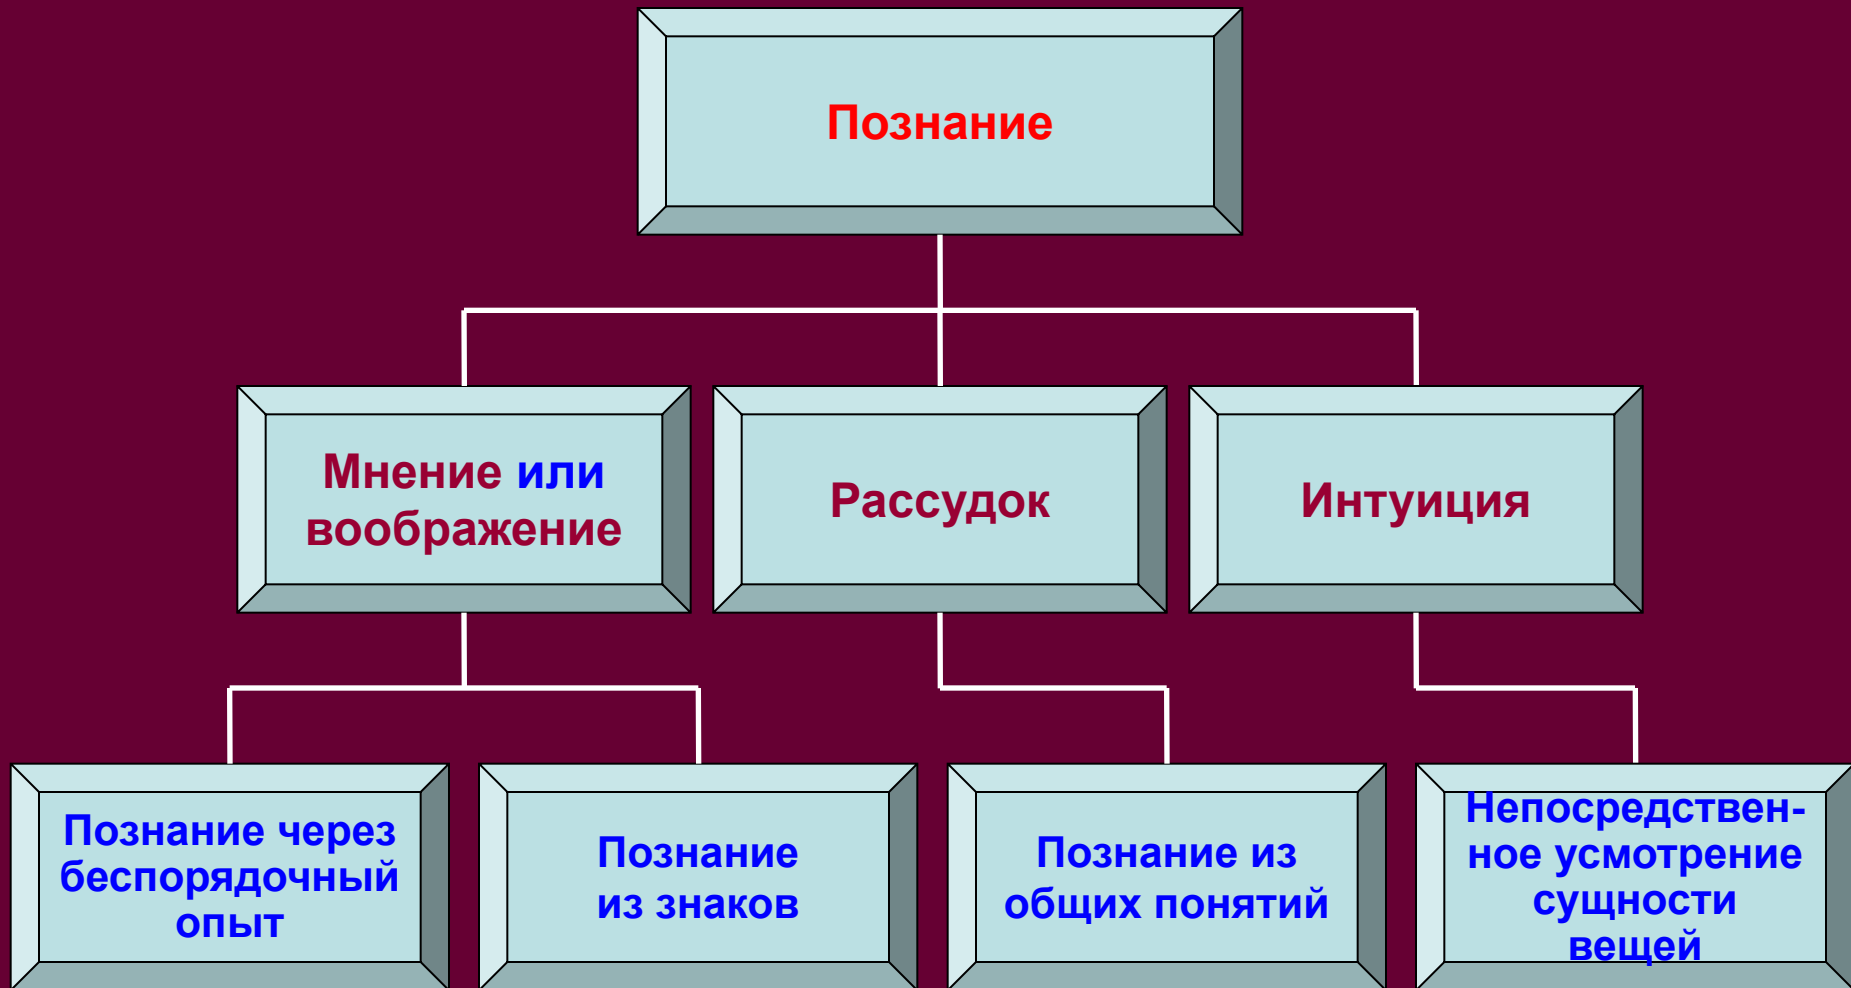 Познание
Мнение или
воображение
Рассудок
Интуиция
Познание через
беспорядочный
опыт
Познание
из знаков
Познание из
общих понятий
Непосредствен-
ное усмотрение
сущности
вещей